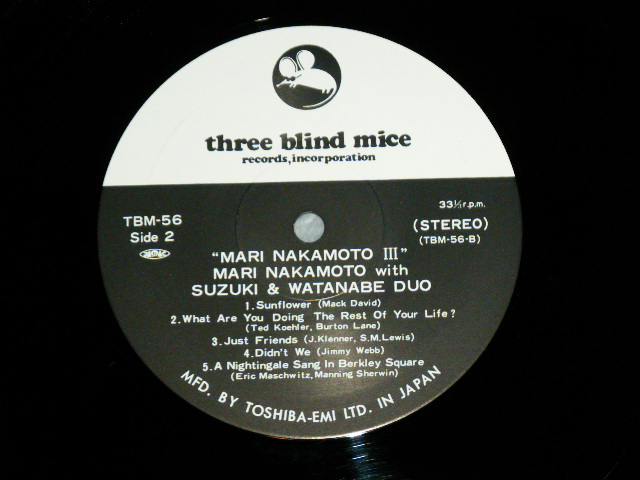 three blind mice
records, incorporation
33⅓ r.p.m.
TBM-56
Side 2
(STEREO)
(TBM-56-B)
"MARI NAKAMOTO III"
MARI NAKAMOTO with
SUZUKI & WATANABE DUO
1. Sunflower (Mack David)
2. What Are You Doing The Rest Of Your Life?
(Ted Koehler, Burton Lane)
3. Just Friends (J.Klenner, S.M.Lewis)
4. Didn't We (Jimmy Webb)
5. A Nightingale Sang In Berkley Square
(Eric Maschwitz, Manning Sherwin)
MFD. BY TOSHIBA-EMI LTD. IN JAPAN